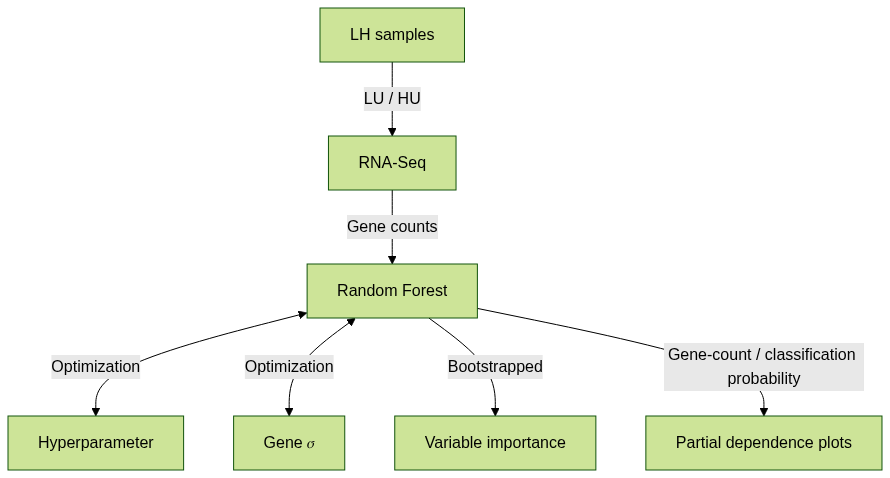 LH samples
LU / HU
RNA-Seq
Gene counts
Random Forest
Optimization
Optimization
Bootstrapped
Gene-count / classification
probability
Hyperparameter
Gene σ
Variable importance
Partial dependence plots